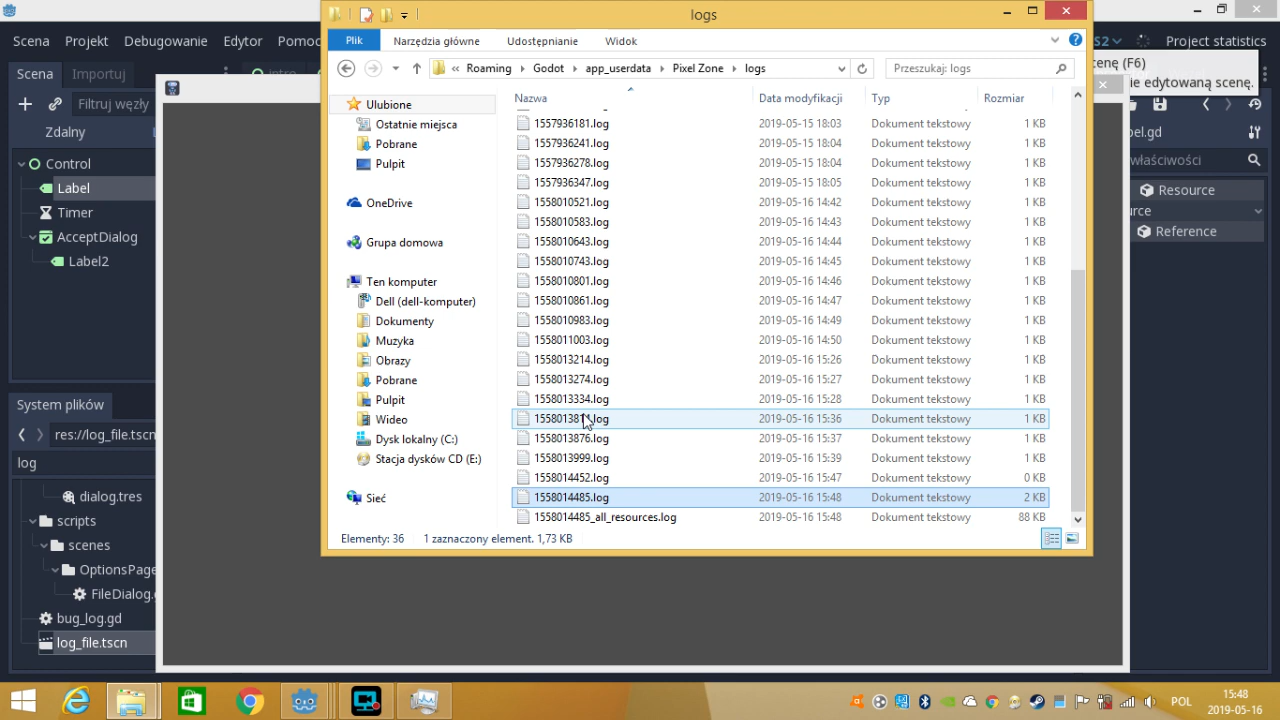 logs
Scena Projekt Debugowanie Edytor Pomoc
S2 Project statistics
Plik Narzędzia główne Udostępnianie Widok
Scena Importuj
intro
cenę (F6)
ie edytowaną scenę.
« Roaming Godot app_userdata Pixel Zone logs
Przeszukaj: logs
Filtruj węzły
Zdalny
bel.gd
właściwości
Resource
rce
Reference
Control
Label
Timer
AcceptDialog
Label2
System plików
res://log_file.tscn
log
dialog.tres
scripts
scenes
OptionsPage
FileDialog.g
bug_log.gd
log_file.tscn
Ulubione
Ostatnie miejsca
Pobrane
Pulpit
OneDrive
Grupa domowa
Ten komputer
Dell (dell-komputer)
Dokumenty
Muzyka
Obrazy
Pobrane
Pulpit
Wideo
Dysk lokalny (C:)
Stacja dysków CD (E:)
Sieć
Nazwa Data modyfikacji Typ Rozmiar
1557936181.log 2019-05-15 18:03 Dokument tekstowy 1 KB
1557936241.log 2019-05-15 18:04 Dokument tekstowy 1 KB
1557936278.log 2019-05-15 18:04 Dokument tekstowy 1 KB
1557936347.log 2019-05-15 18:05 Dokument tekstowy 1 KB
1558010521.log 2019-05-16 14:42 Dokument tekstowy 1 KB
1558010583.log 2019-05-16 14:43 Dokument tekstowy 1 KB
1558010643.log 2019-05-16 14:44 Dokument tekstowy 1 KB
1558010743.log 2019-05-16 14:45 Dokument tekstowy 1 KB
1558010801.log 2019-05-16 14:46 Dokument tekstowy 1 KB
1558010861.log 2019-05-16 14:47 Dokument tekstowy 1 KB
1558010983.log 2019-05-16 14:49 Dokument tekstowy 1 KB
1558011003.log 2019-05-16 14:50 Dokument tekstowy 1 KB
1558013214.log 2019-05-16 15:26 Dokument tekstowy 1 KB
1558013274.log 2019-05-16 15:27 Dokument tekstowy 1 KB
1558013334.log 2019-05-16 15:28 Dokument tekstowy 1 KB
2019-05-16 15:36 Dokument tekstowy 1 KB
1558013876.log 2019-05-16 15:37 Dokument tekstowy 1 KB
1558013999.log 2019-05-16 15:39 Dokument tekstowy 1 KB
1558014452.log 2019-05-16 15:47 Dokument tekstowy 0 KB
1558014485.log 2019-05-16 15:48 Dokument tekstowy 2 KB
1558014485_all_resources.log 2019-05-16 15:48 Dokument tekstowy 88 KB
Elementy: 36 1 zaznaczony element. 1,73 KB
POL
15:48
2019-05-16